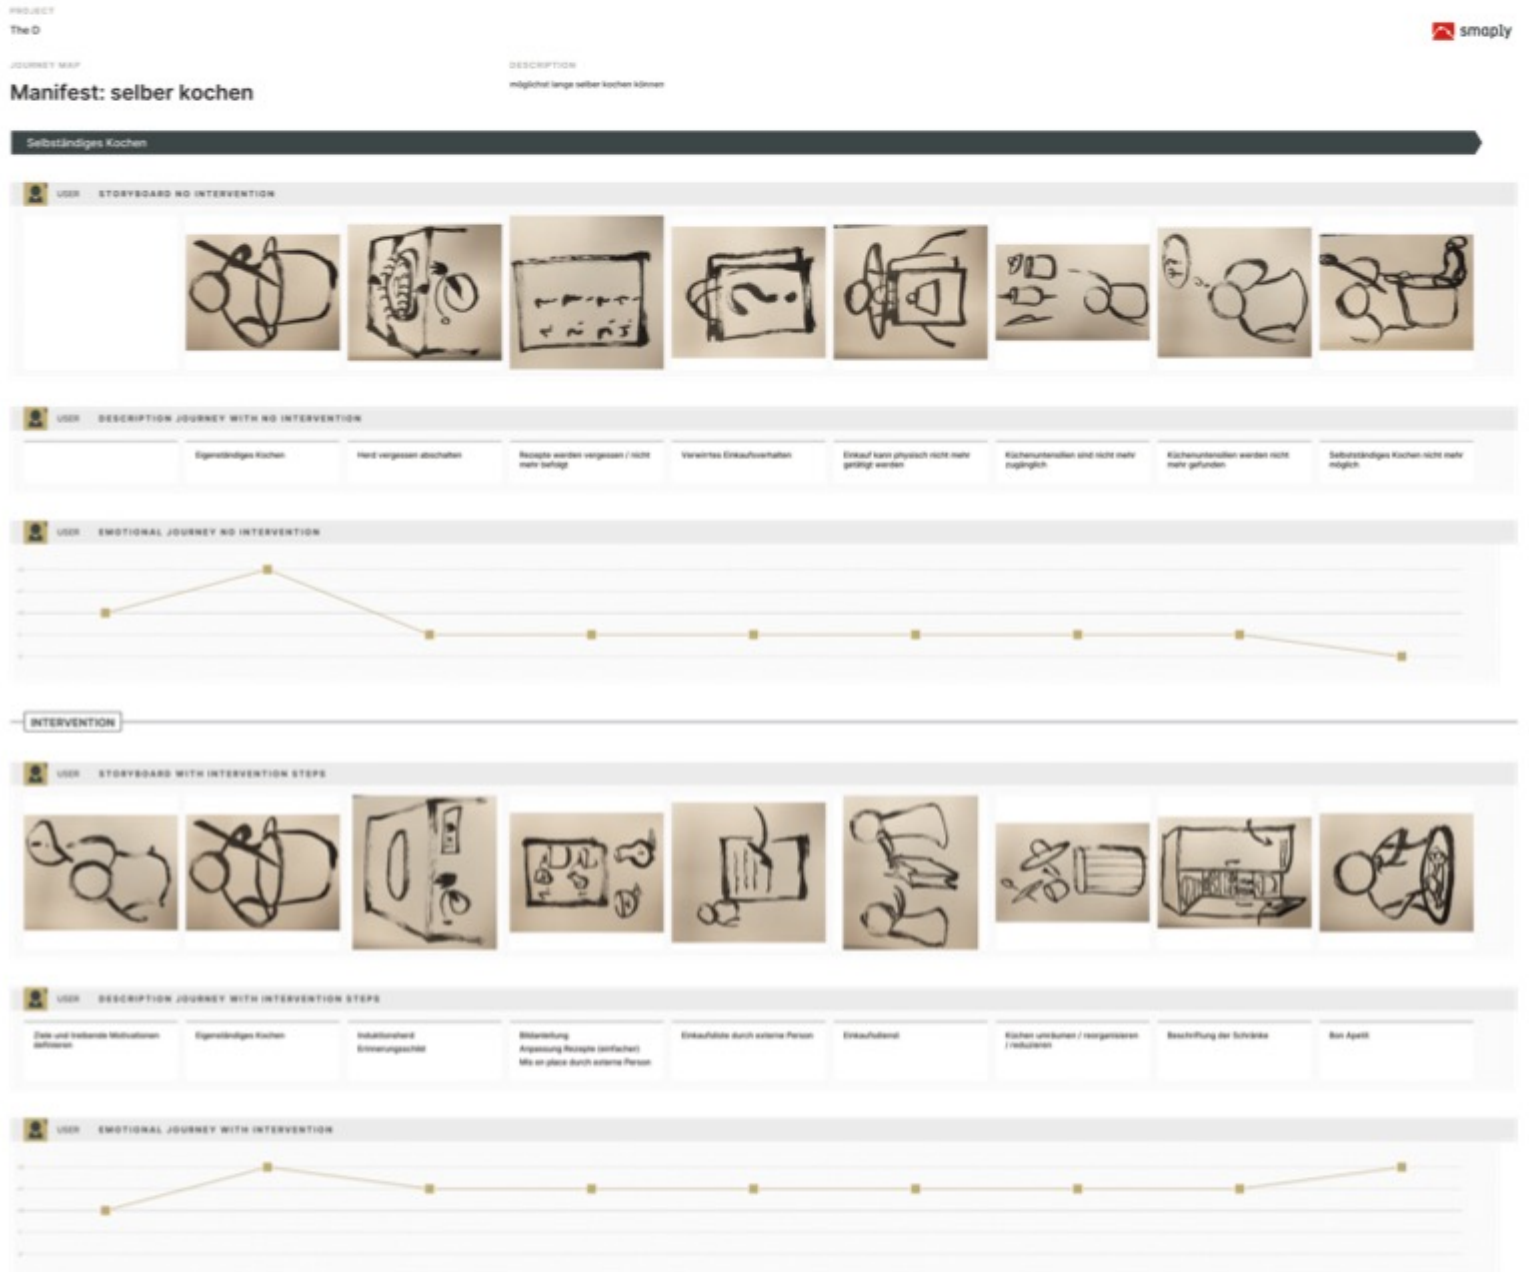 PROJECT
The D
smaply
JOURNEY MAP
DESCRIPTION
Manifest: selber kochen
möglichst lange selber kochen können
Selbständiges Kochen
USER STORYBOARD NO INTERVENTION
USER DESCRIPTION JOURNEY WITH NO INTERVENTION
Eigenständiges Kochen
Herd vergessen abschalten
Rezepte werden vergessen / nicht
mehr befolgt
Verwirrtes Einkaufsverhalten
Einkauf kann physisch nicht mehr
getätigt werden
Küchenutensilien sind nicht mehr
zugänglich
Küchenutensilien werden nicht
mehr gefunden
Selbstständiges Kochen nicht mehr
möglich
USER EMOTIONAL JOURNEY NO INTERVENTION
INTERVENTION
USER STORYBOARD WITH INTERVENTION STEPS
USER DESCRIPTION JOURNEY WITH INTERVENTION STEPS
Ziele und treibende Motivationen
definieren
Eigenständiges Kochen
Induktionsherd
Erinnerungsschild
Bildanleitung
Anpassung Rezepte (einfacher)
Mis en place durch externe Person
Einkaufsliste durch externe Person
Einkaufsdienst
Küchen umräumen / reorganisieren
/ reduzieren
Beschriftung der Schränke
Bon Apetit
USER EMOTIONAL JOURNEY WITH INTERVENTION